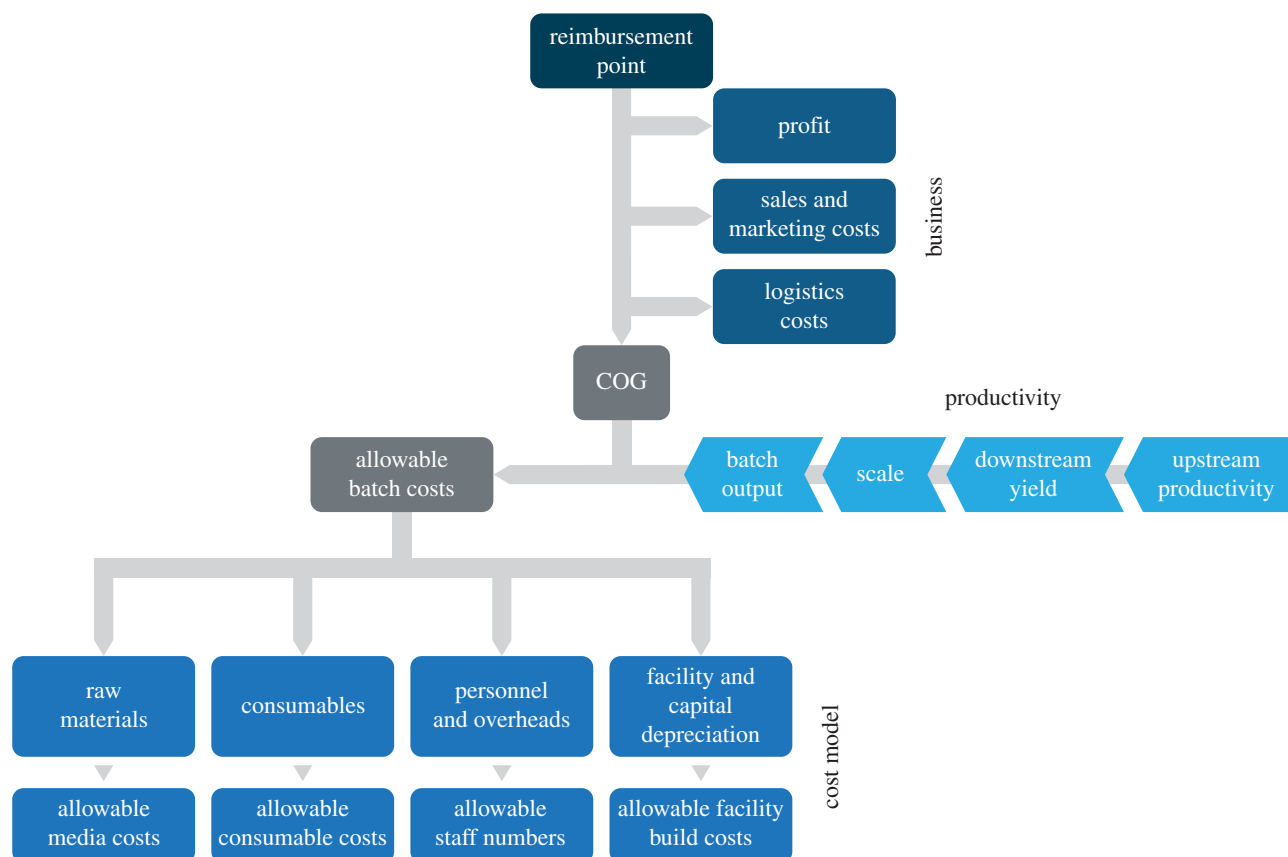 reimbursement
point
profit
sales and
marketing costs
business
logistics
costs
COG
productivity
allowable
batch costs
batch
output
scale
downstream
yield
upstream
productivity
raw
materials
consumables
personnel
and overheads
facility and
capital
depreciation
cost model
allowable
media costs
allowable
consumable costs
allowable
staff numbers
allowable facility
build costs